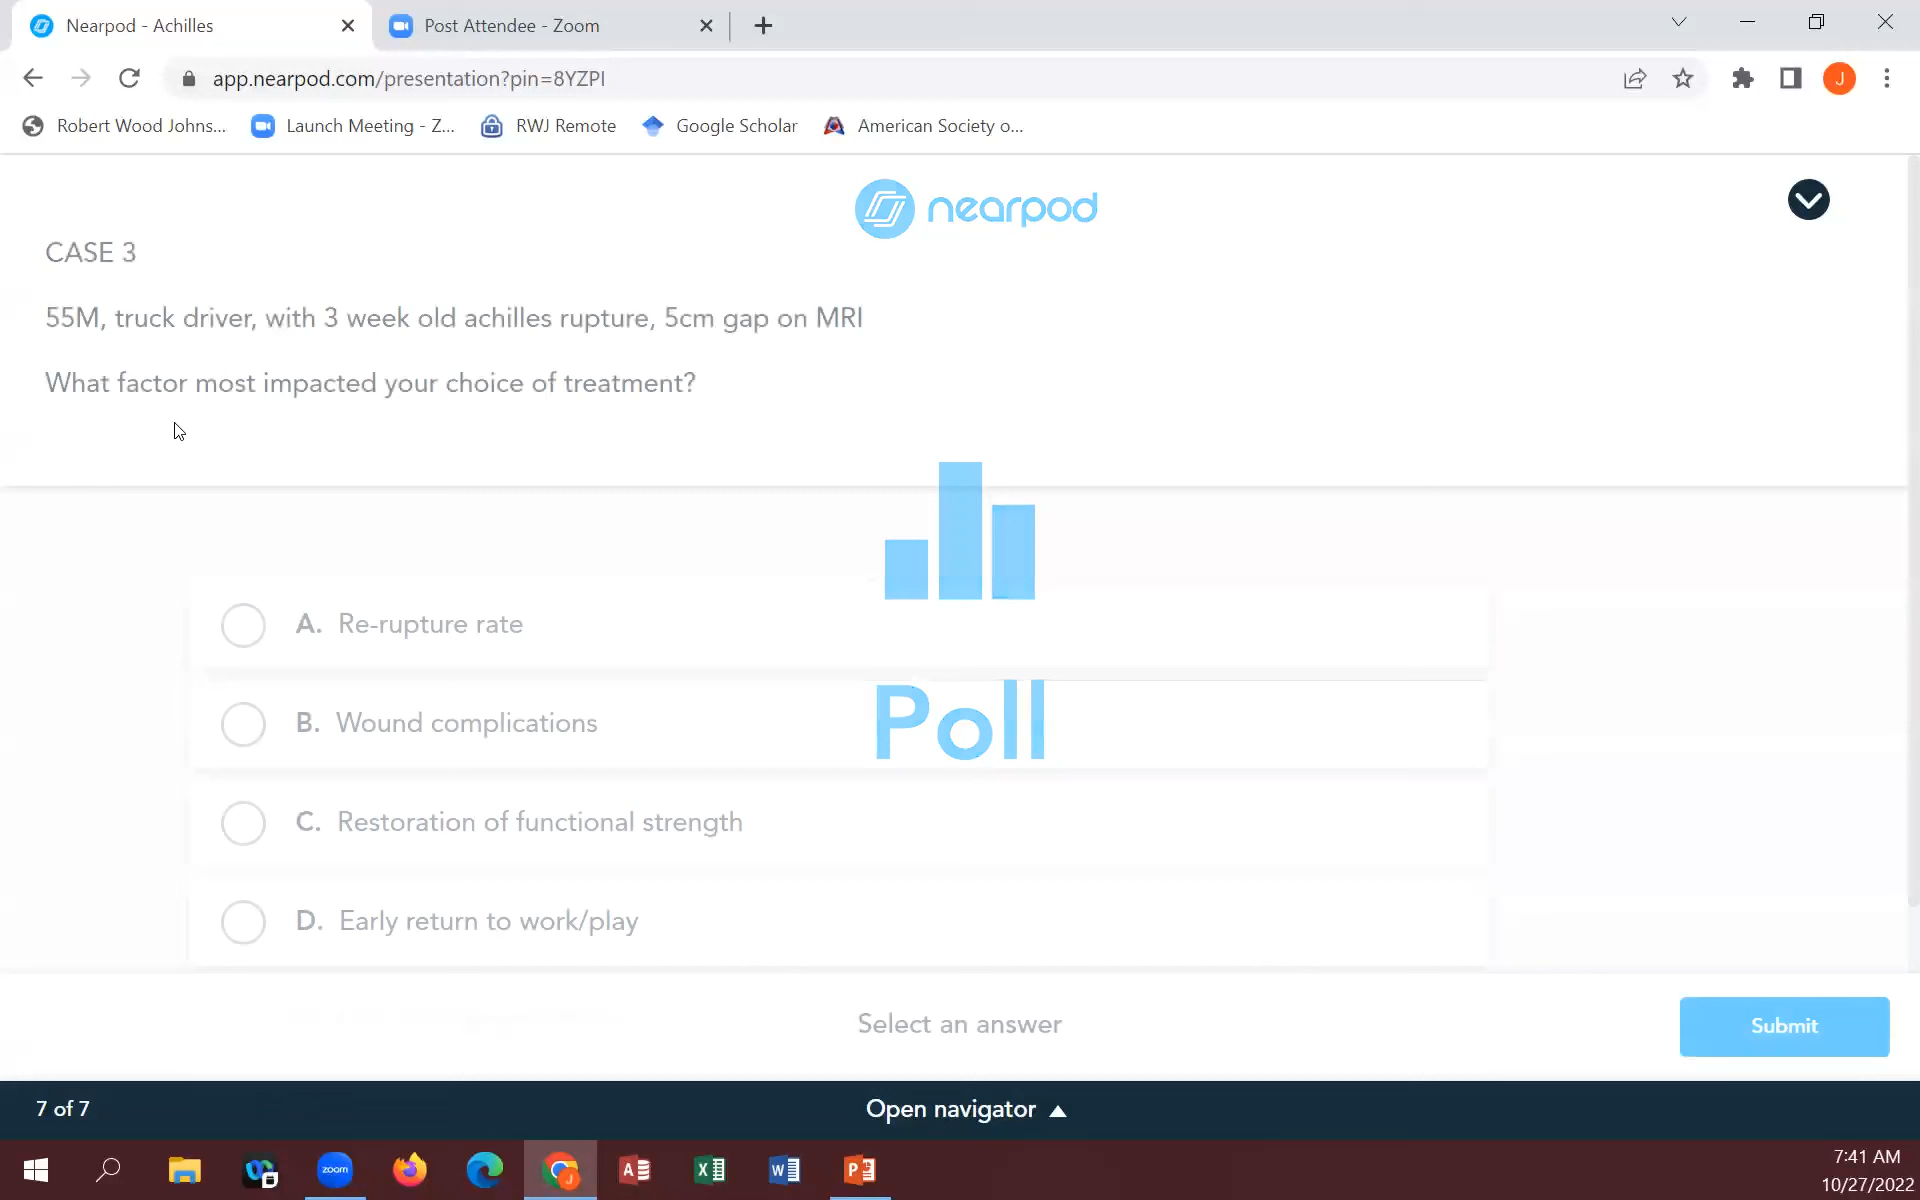 Nearpod - Achilles
Post Attendee - Zoom
app.nearpod.com/presentation?pin=8YZPI
J
Robert Wood Johns...
Launch Meeting - Z...
RWJ Remote
Google Scholar
American Society o...
nearpod
CASE 3
55M, truck driver, with 3 week old achilles rupture, 5cm gap on MRI
What factor most impacted your choice of treatment?
A. Re-rupture rate
Poll
B. Wound complications
C. Restoration of functional strength
D. Early return to work/play
Select an answer
Submit
7 of 7
Open navigator
zoom
J
7:41 AM
10/27/2022